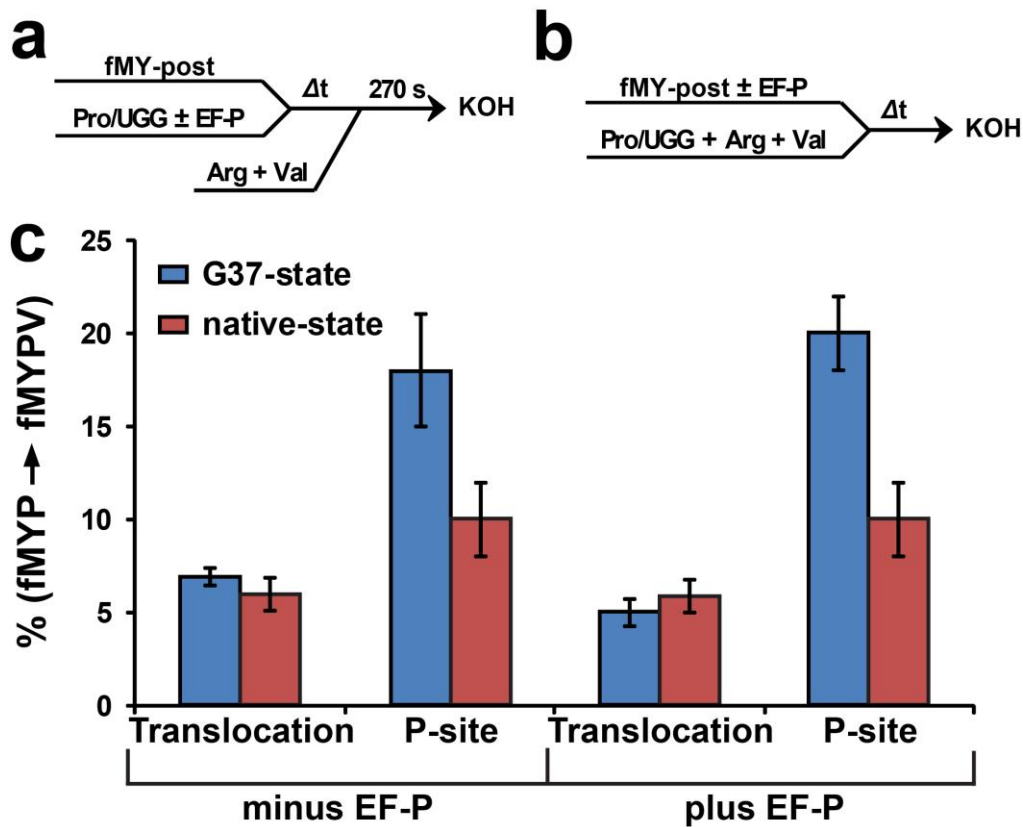 a
fMY-post
Δt
270 s
KOH
Pro/UGG ± EF-P
Arg + Val
b
fMY-post ± EF-P
Δt
KOH
Pro/UGG + Arg + Val
c
% (fMYP → fMYPV)
25
20
15
10
5
0
G37-state
native-state
Translocation P-site Translocation P-site
minus EF-P plus EF-P